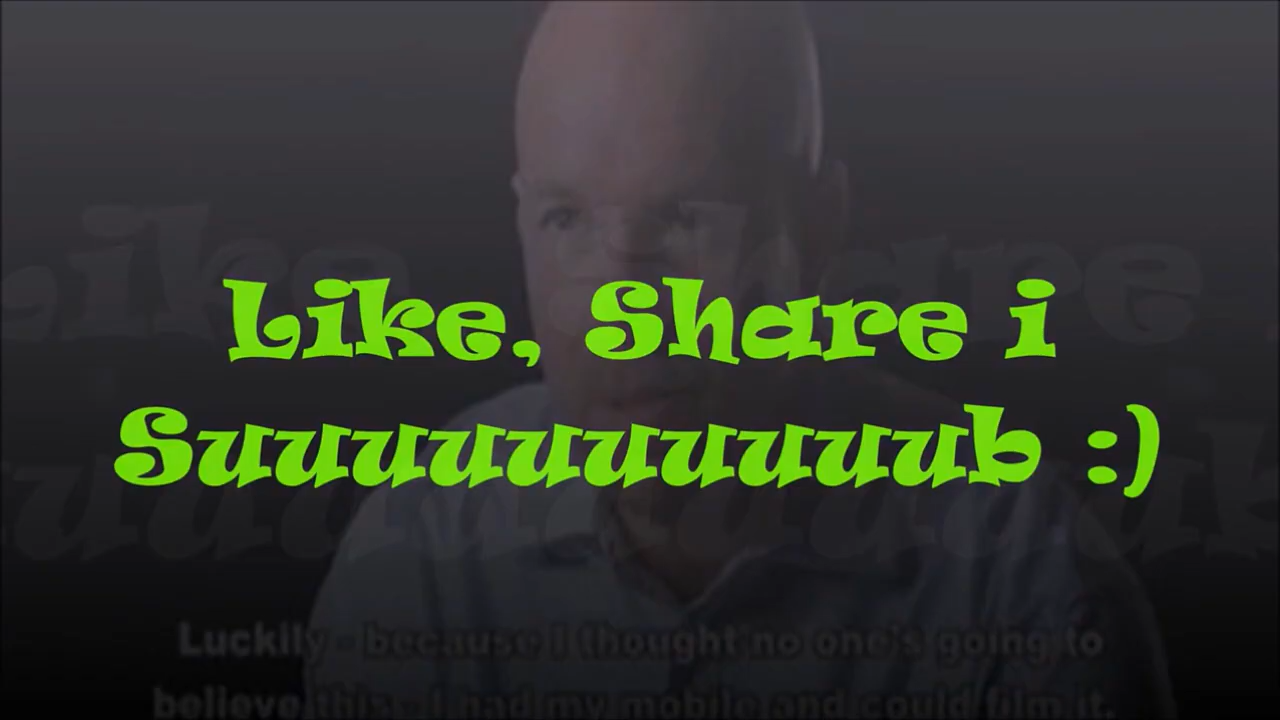 Like, Share i
Suuuuuuuuuub :)
Luckily - because I thought no one's going to
believe this - I had my mobile and could film it.